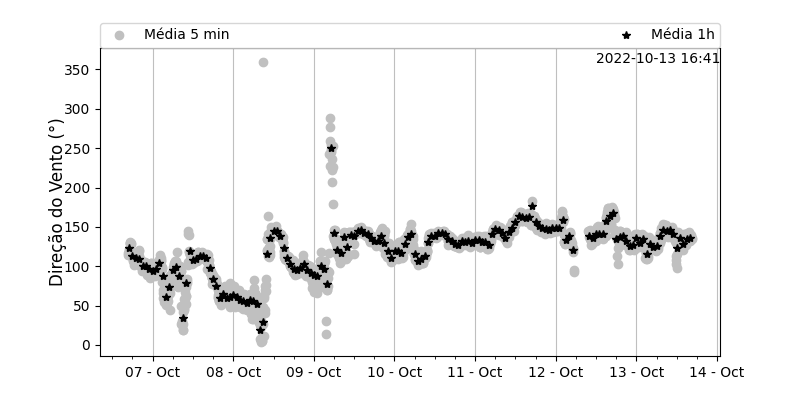 Média 5 min
Média 1h
2022-10-13 16:41
Direção do Vento (°)
350
300
250
200
150
100
50
0
07 - Oct
08 - Oct
09 - Oct
10 - Oct
11 - Oct
12 - Oct
13 - Oct
14 - Oct